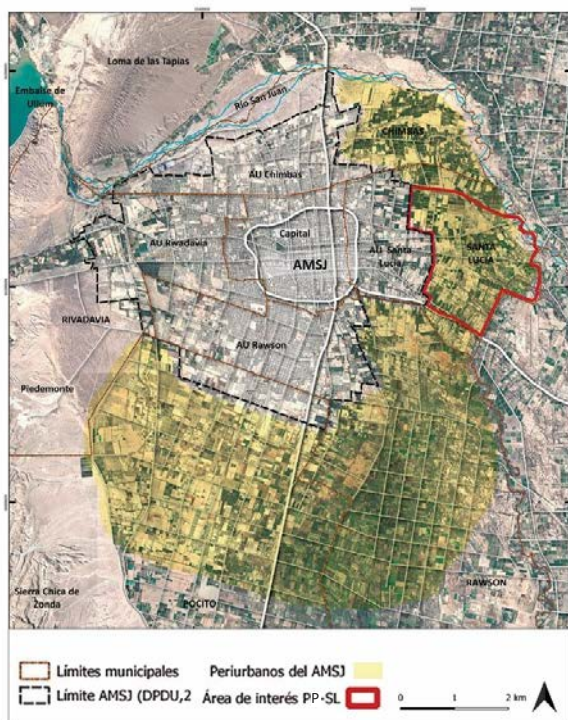 Loma de las Tapias
Embalse de
Ullum
Río San Juan
CHIMBAS
AU Chimbas
Capital
AU Rwadavia
AU Santa
Lucía
SANTA
LUCIA
AMSJ
RIVADAVIA
AU Rawson
Piedemonte
Sierra Chica de
Zonda
RAWSON
POCITO
Límites municipales
Periurbanos del AMSJ
Límite AMSJ (DPDU,2
Área de interés PP-SL
0 1 2 km